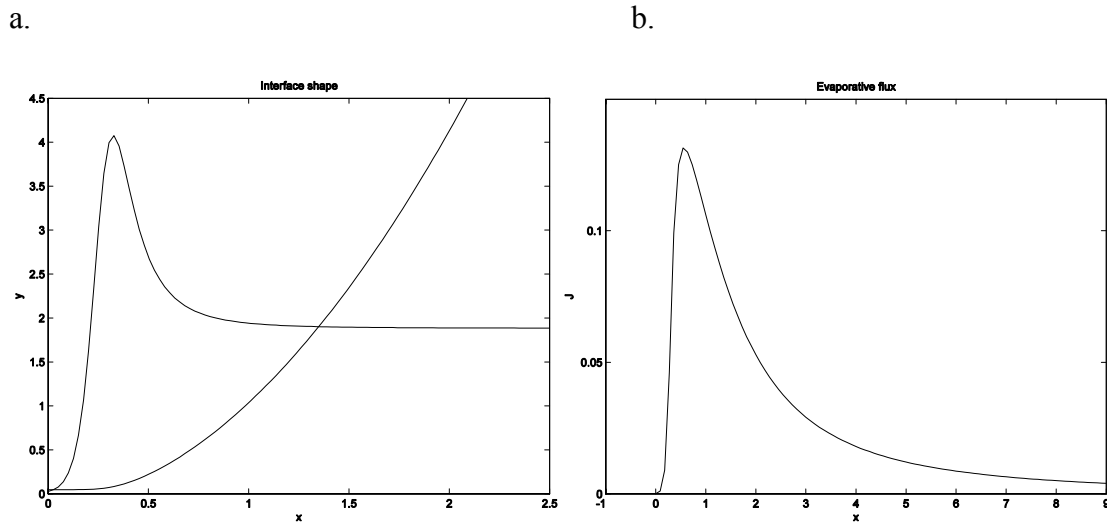 a.
b.
Interface shape
4.5
4
3.5
3
2.5
2
1.5
1
0.5
0
y
0 0.5 1 1.5 2 2.5
x
Evaporative flux
0.1
0.05
0
J
-1 0 1 2 3 4 5 6 7 8 9
x